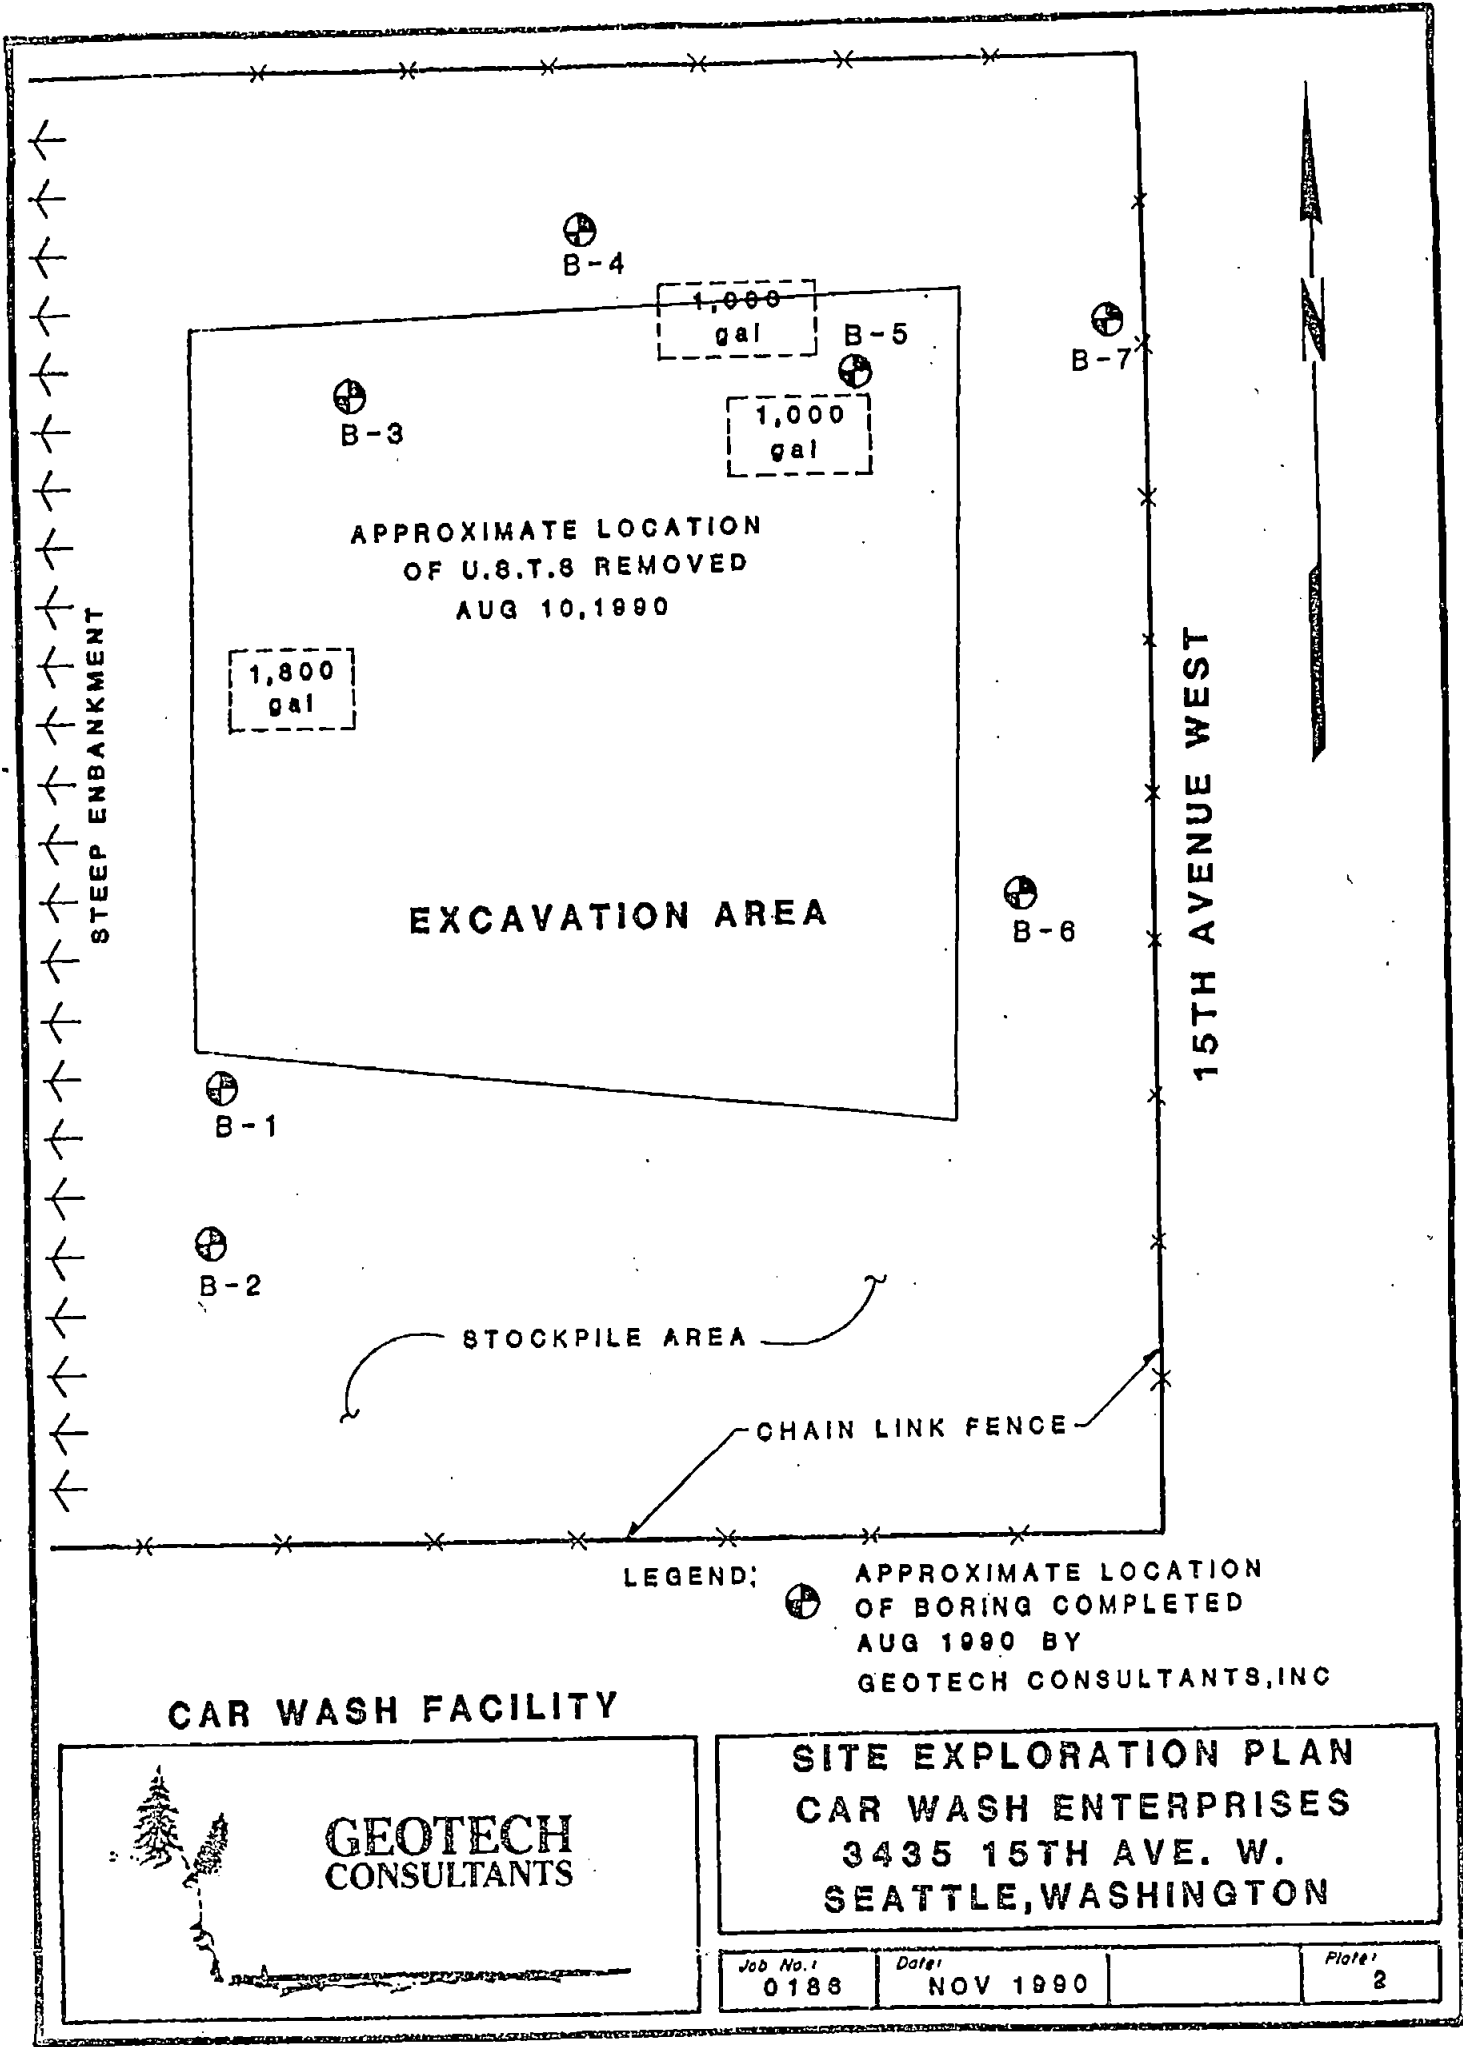 B-4
1,000
gal
B-5
B-7
B-3
1,000
gal
APPROXIMATE LOCATION
OF U.S.T.S REMOVED
AUG 10,1990
N
1,800
gal
STEEP ENBANKMENT
15TH AVENUE WEST
EXCAVATION AREA
B-6
B-1
B-2
STOCKPILE AREA
CHAIN LINK FENCE
LEGEND;
APPROXIMATE LOCATION
OF BORING COMPLETED
AUG 1990 BY
GEOTECH CONSULTANTS,INC
CAR WASH FACILITY
GEOTECH
CONSULTANTS
SITE EXPLORATION PLAN
CAR WASH ENTERPRISES
3435 15TH AVE. W.
SEATTLE,WASHINGTON
Job No.:
0186
Date:
NOV 1990
Plate:
2